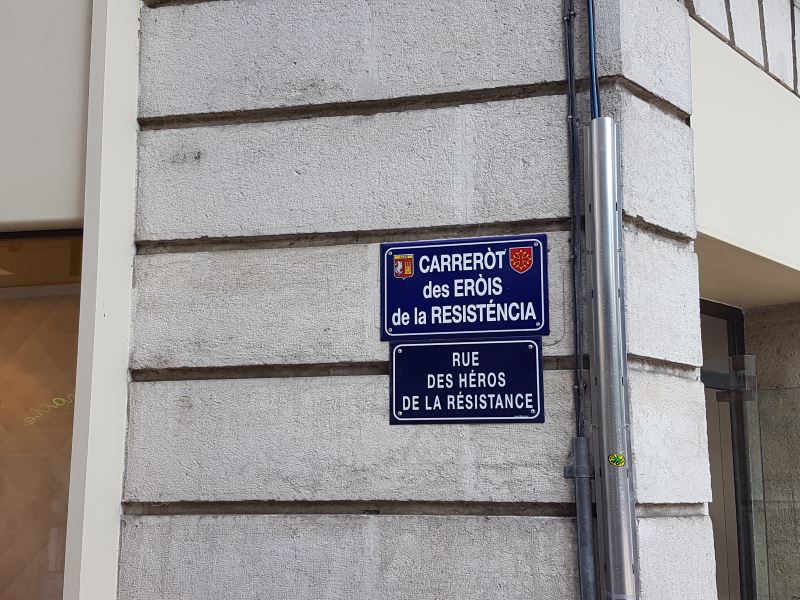 CARRERÒT
des ERÒIS
de la RESISTÉNCIA
RUE
DES HÉROS
DE LA RÉSISTANCE